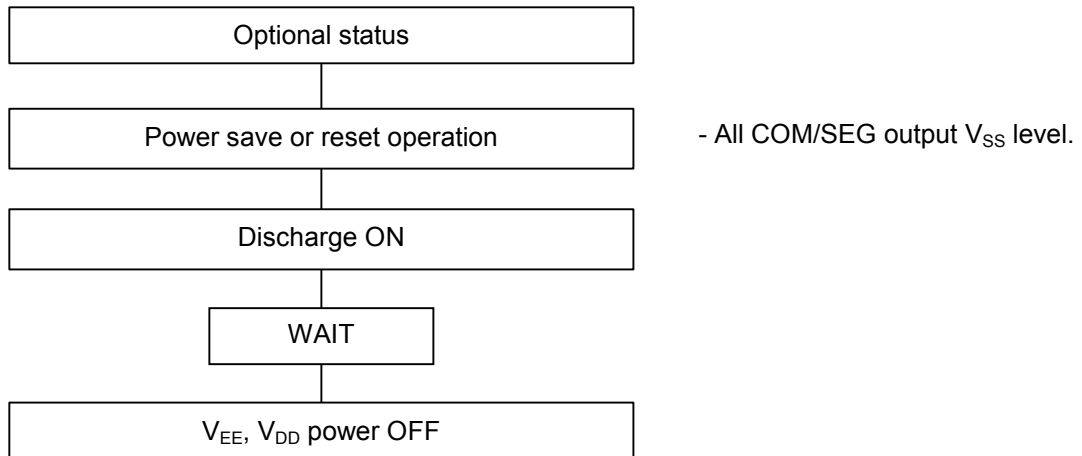 Optional status
Power save or reset operation - All COM/SEG output VSS level.
Discharge ON
WAIT
VEE, VDD power OFF